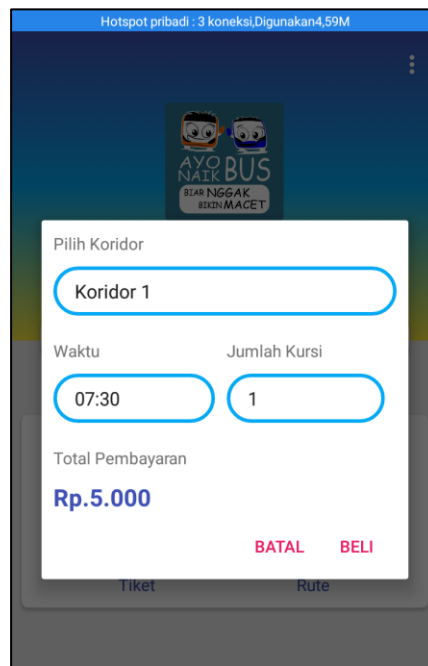 Hotspot pribadi : 3 koneksi,Digunakan4,59M
AYO
NAIK BUS
BIAR NGGAK
BIKIN MACET
Pilih Koridor
Koridor 1
Waktu
Jumlah Kursi
07:30
1
Total Pembayaran
Rp.5.000
BATAL
BELI
Tiket
Rute